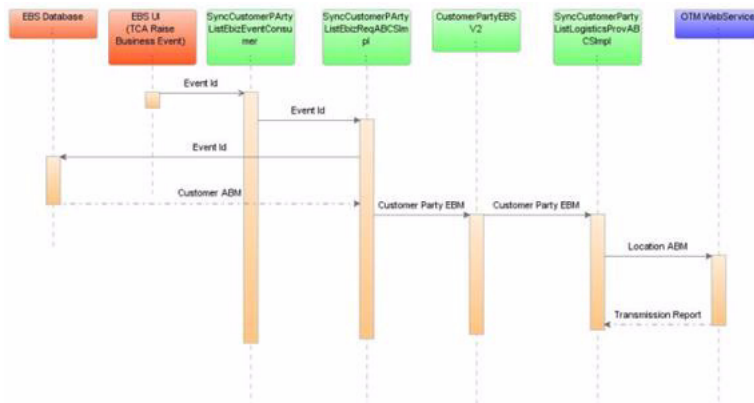 EBS Database
EBS UI
(TCA Raise
Business Event)
SyncCustomerPArty
ListEbizEventConsu
mer
SyncCustomerPArty
ListEbizReqABCSIm
pl
CustomerPartyEBS
V2
SyncCustomerParty
ListLogisticsProvAB
CSImpl
OTM WebService
Event Id
Event Id
Event Id
Customer ABM
Customer Party EBM
Customer Party EBM
Location ABM
Transmission Report